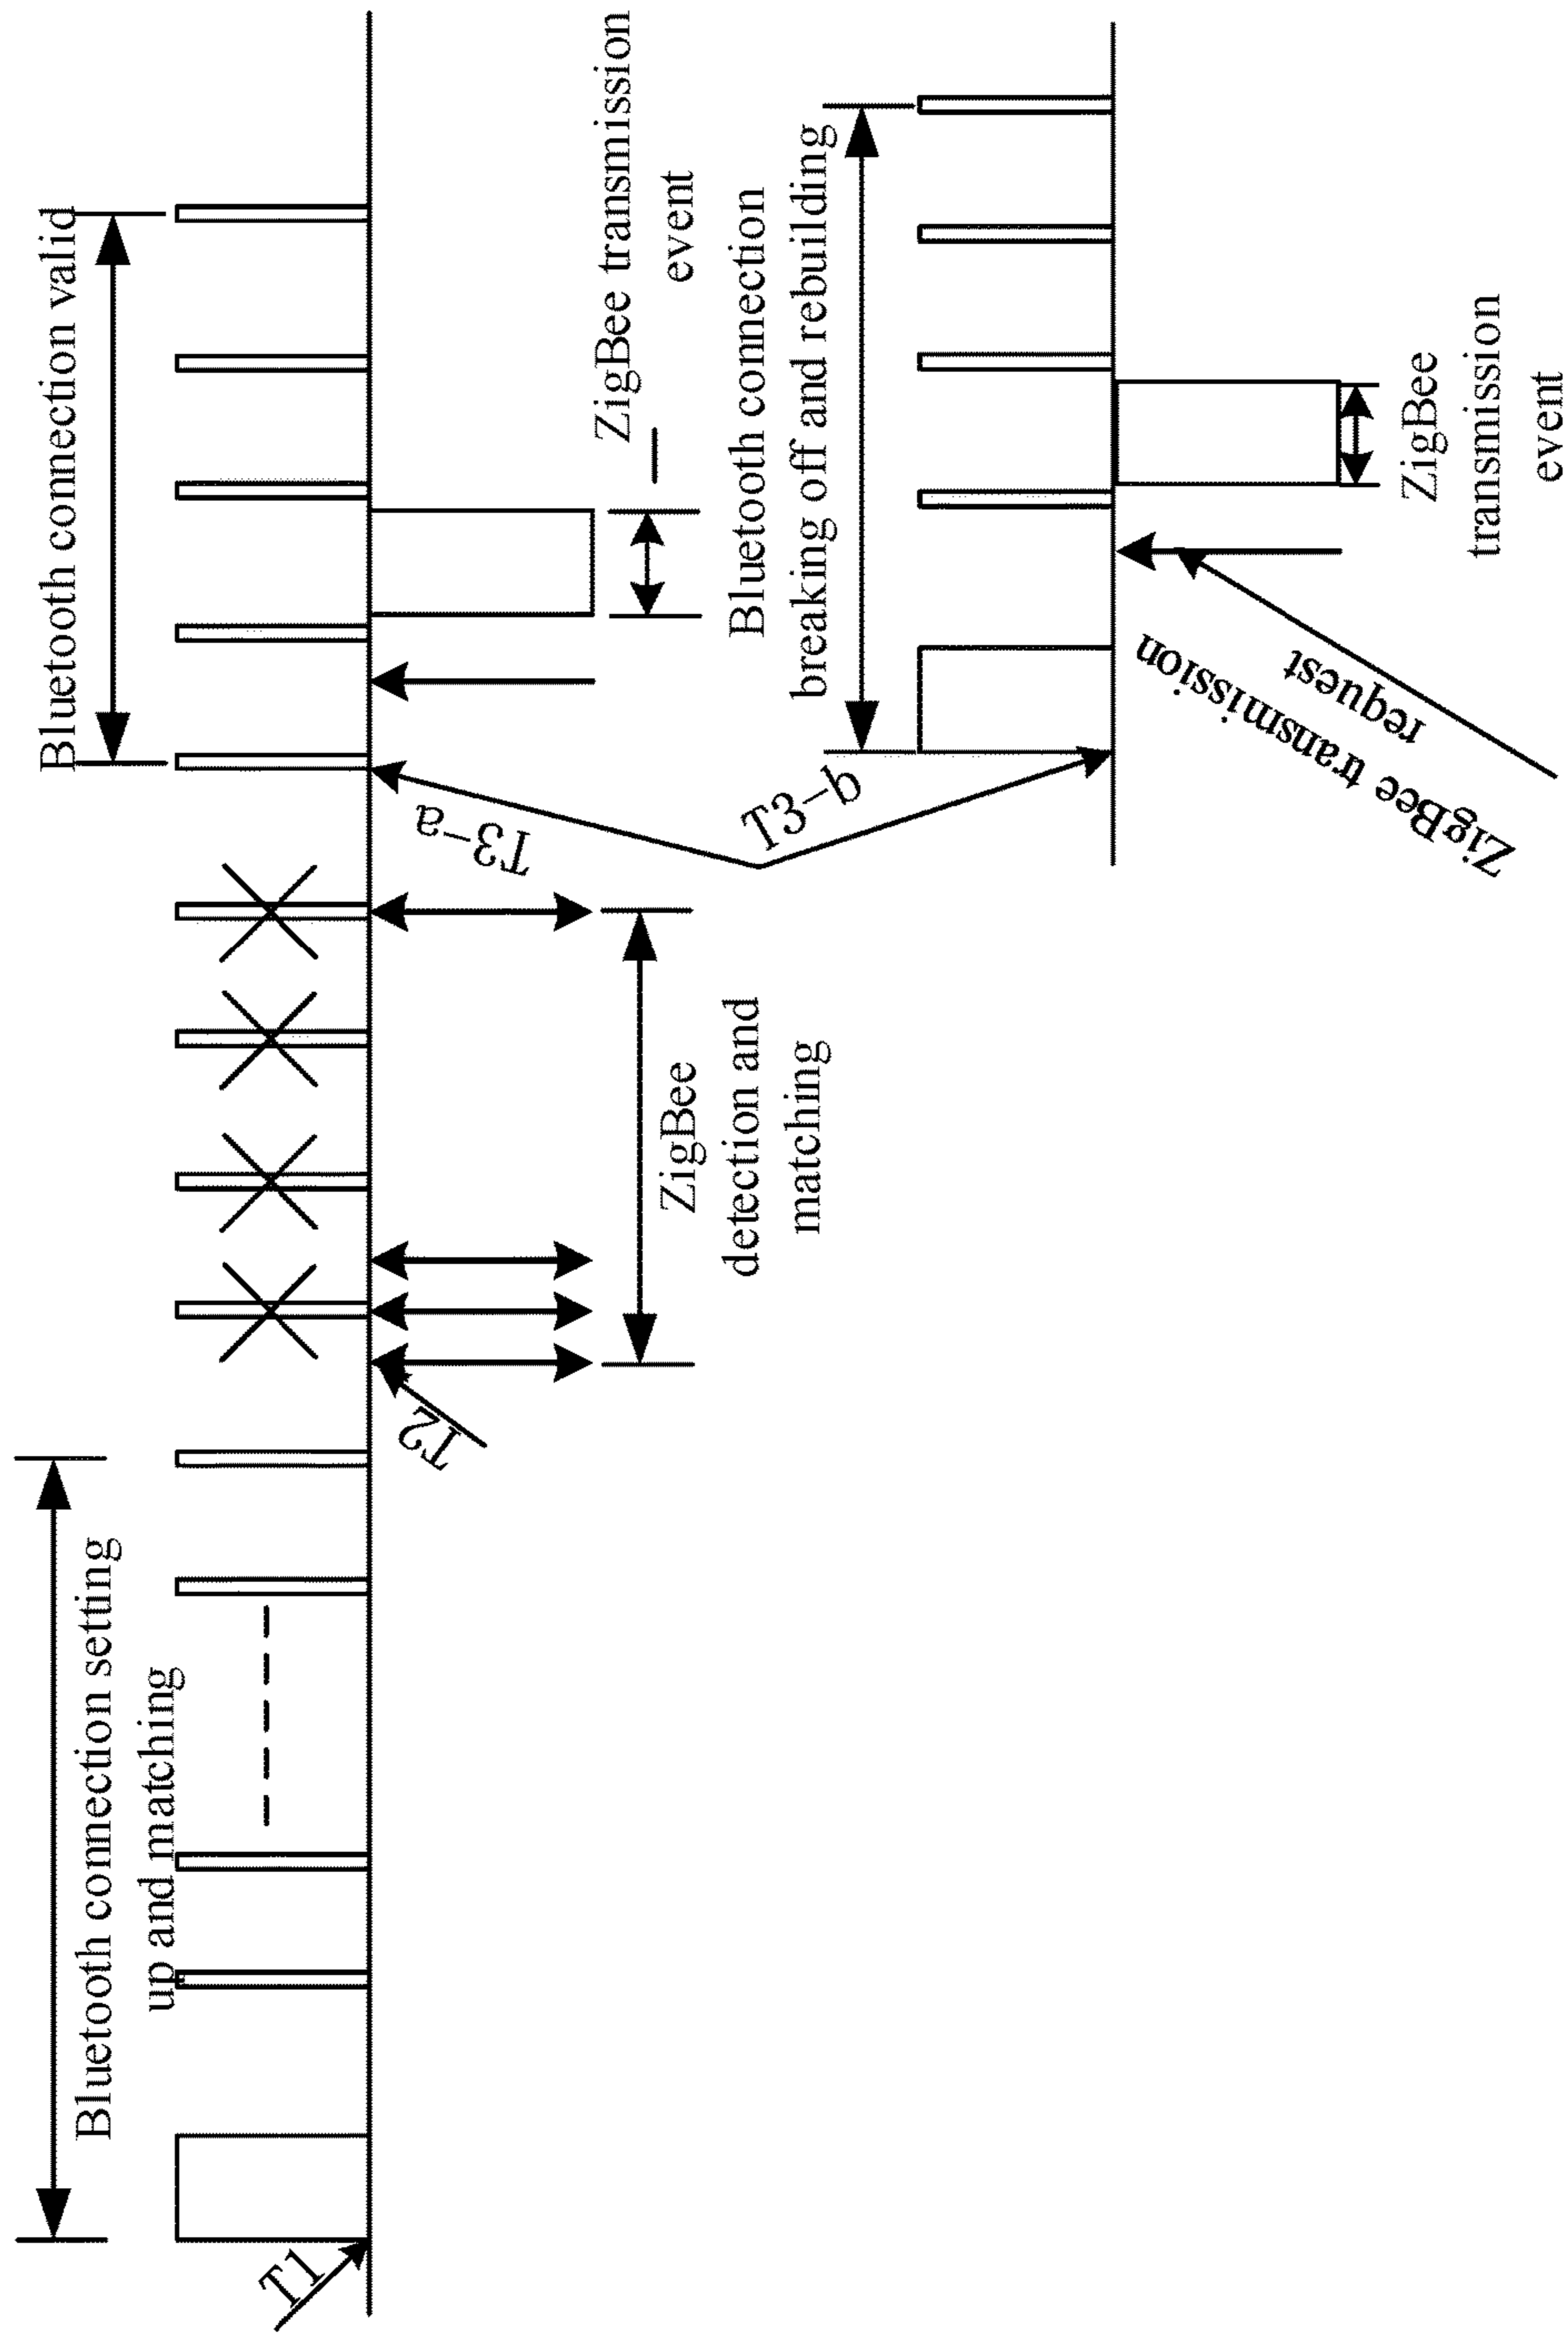 Bluetooth connection setting
up and matching
T1
T2
ZigBee
detection and
matching
Bluetooth connection valid
T3-a
ZigBee transmission
event
T3-b
Bluetooth connection
breaking off and rebuilding
ZigBee transmission
request
ZigBee
transmission
event